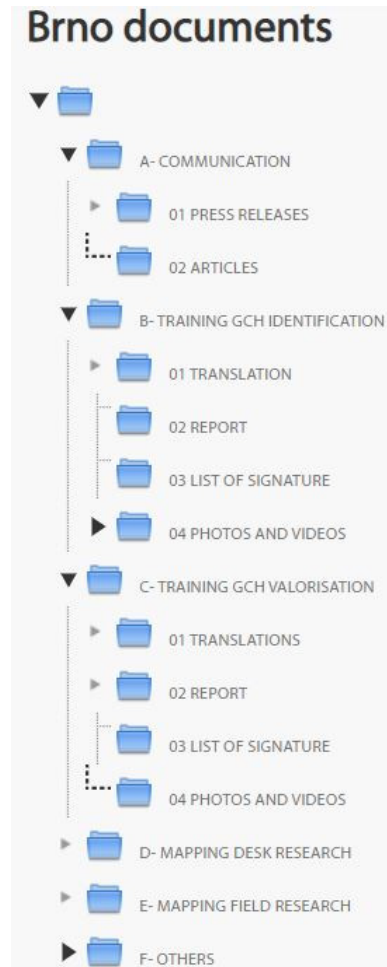 Brno documents
A- COMMUNICATION
01 PRESS RELEASES
02 ARTICLES
B- TRAINING GCH IDENTIFICATION
01 TRANSLATION
02 REPORT
03 LIST OF SIGNATURE
04 PHOTOS AND VIDEOS
C- TRAINING GCH VALORISATION
01 TRANSLATIONS
02 REPORT
03 LIST OF SIGNATURE
04 PHOTOS AND VIDEOS
D- MAPPING DESK RESEARCH
E- MAPPING FIELD RESEARCH
F- OTHERS